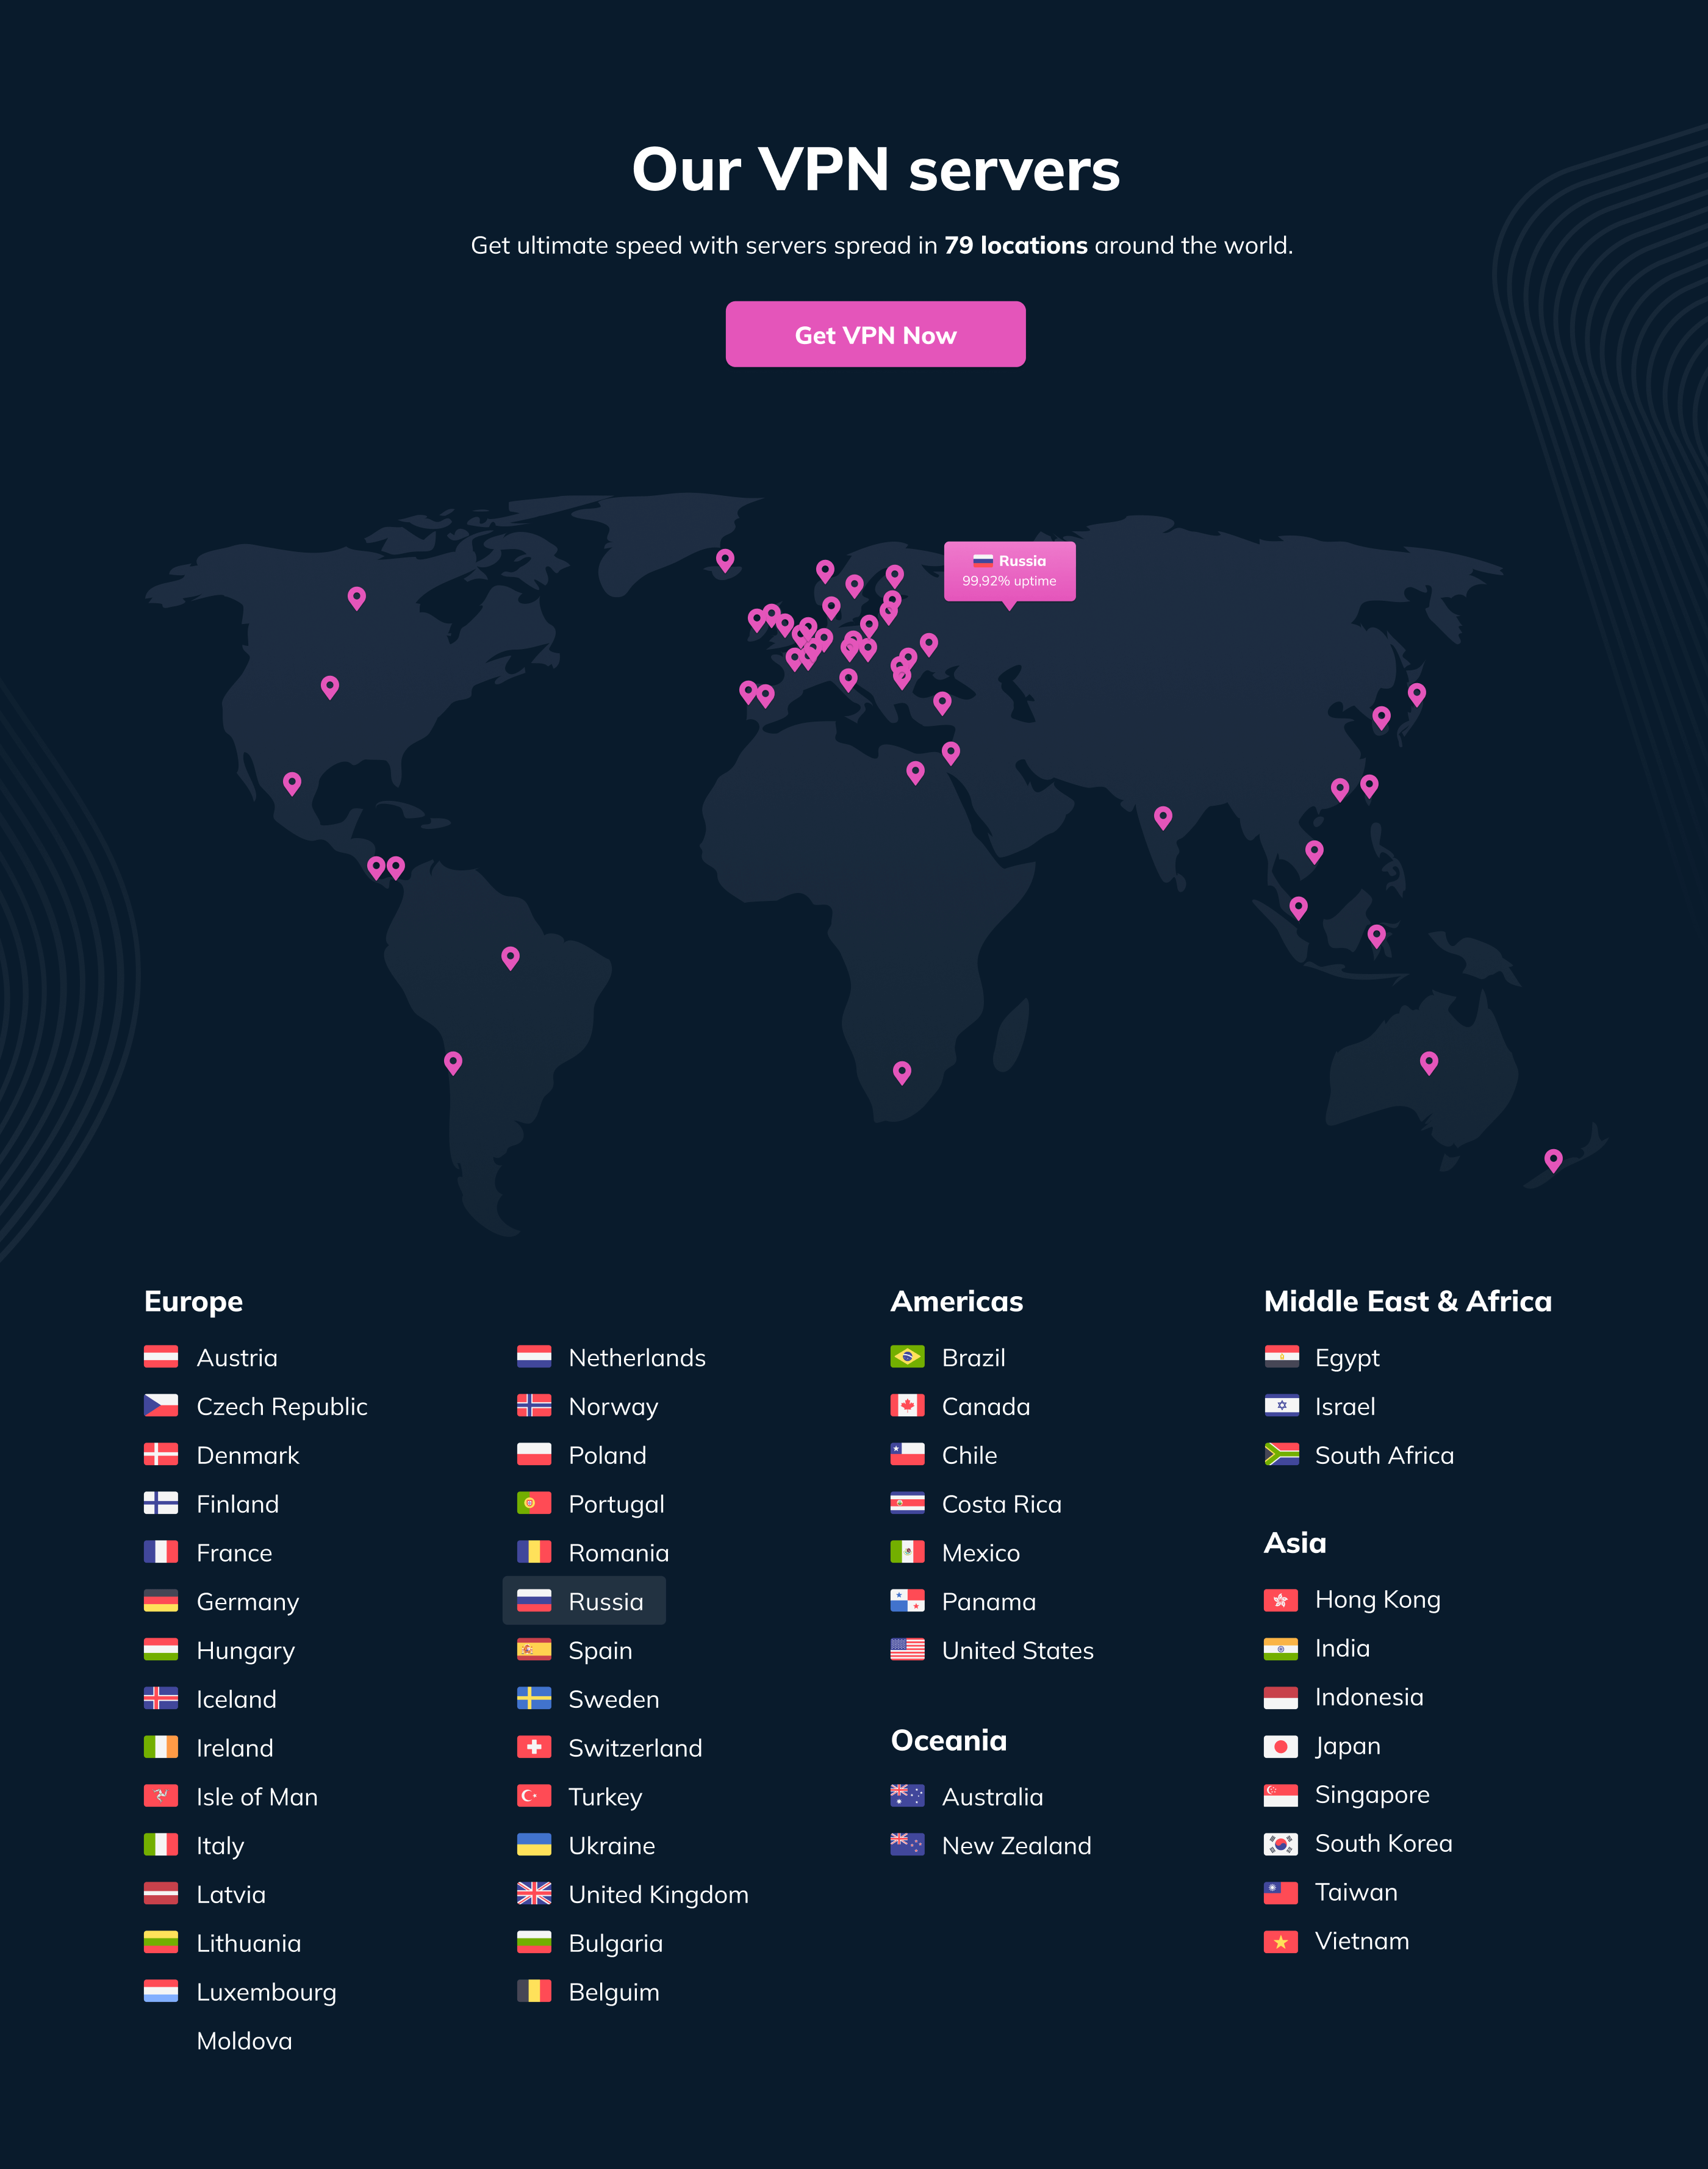 Our VPN servers
Get ultimate speed with servers spread in 79 locations around the world.
Get VPN Now
Russia
99,92% uptime
Europe
Austria
Czech Republic
Denmark
Finland
France
Germany
Hungary
Iceland
Ireland
Isle of Man
Italy
Latvia
Lithuania
Luxembourg
Moldova
Netherlands
Norway
Poland
Portugal
Romania
Russia
Spain
Sweden
Switzerland
Turkey
Ukraine
United Kingdom
Bulgaria
Belguim
Americas
Brazil
Canada
Chile
Costa Rica
Mexico
Panama
United States
Oceania
Australia
New Zealand
Middle East & Africa
Egypt
Israel
South Africa
Asia
Hong Kong
India
Indonesia
Japan
Singapore
South Korea
Taiwan
Vietnam